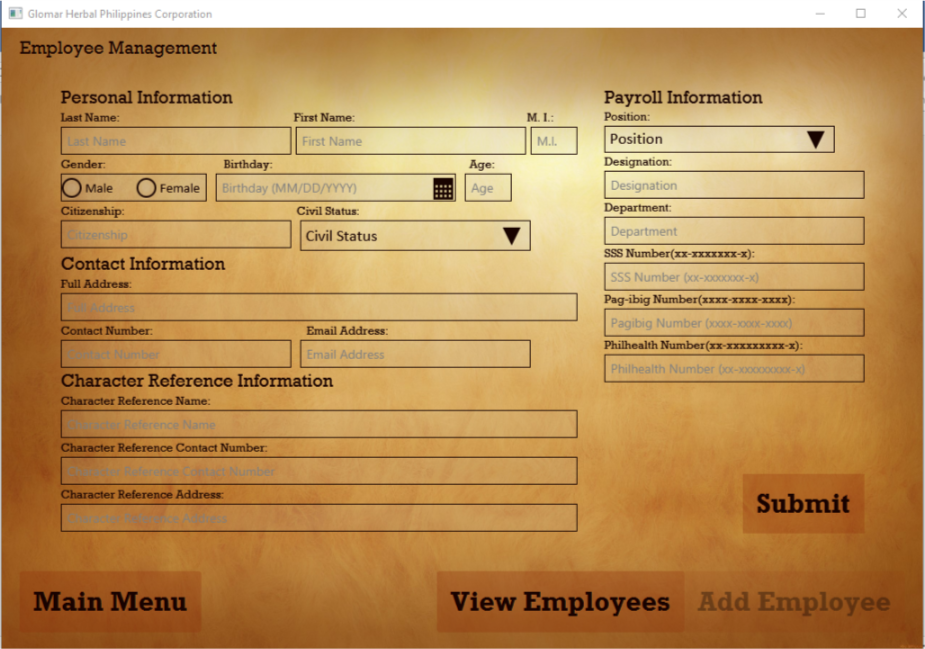 Glomar Herbal Philippines Corporation
Employee Management
Personal Information
Last Name: First Name: M. I.:
Last Name First Name M.I.
Gender: Birthday: Age:
Male Female Birthday (MM/DD/YYYY) Age
Citizenship: Civil Status:
Citizenship Civil Status
Contact Information
Full Address:
Full Address
Contact Number: Email Address:
Contact Number Email Address
Character Reference Information
Character Reference Name:
Character Reference Name
Character Reference Contact Number:
Character Reference Contact Number
Character Reference Address:
Character Reference Address
Payroll Information
Position:
Position
Designation:
Designation
Department:
Department
SSS Number(xx-xxxxxxx-x):
SSS Number (xx-xxxxxxx-x)
Pag-ibig Number(xxxx-xxxx-xxxx):
Pagibig Number (xxxx-xxxx-xxxx)
Philhealth Number(xx-xxxxxxxxx-x):
Philhealth Number (xx-xxxxxxxxx-x)
Submit
Main Menu View Employees Add Employee